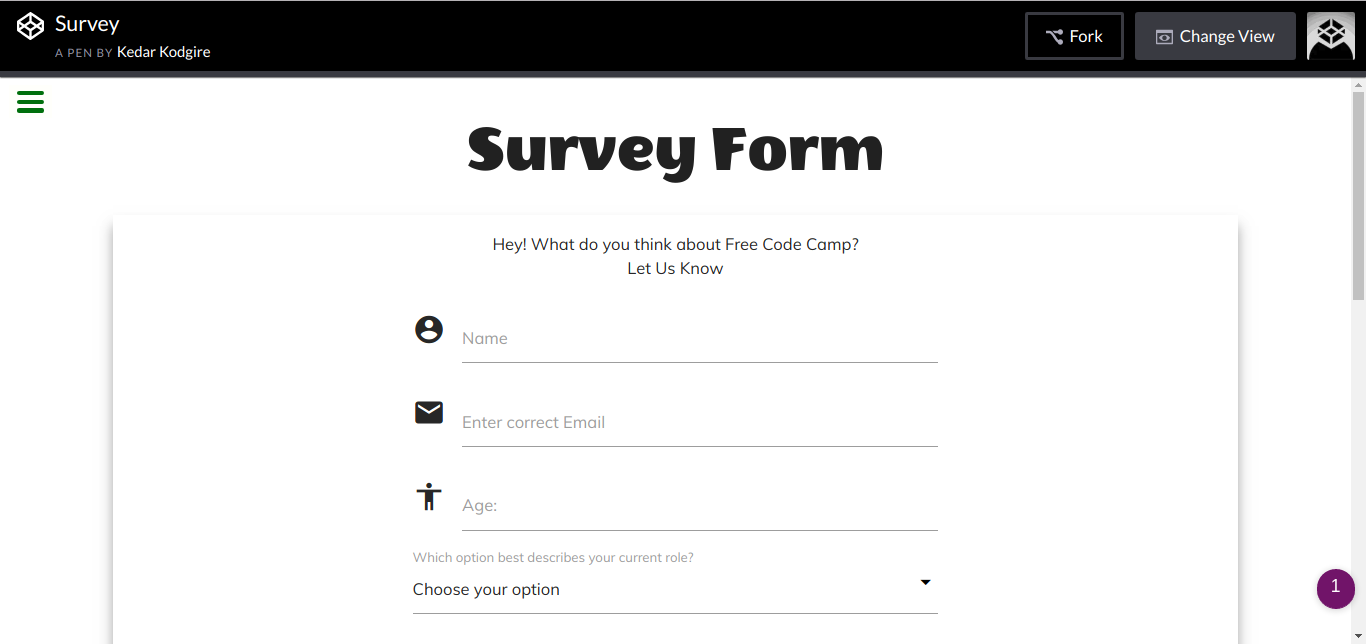 Survey
A PEN BY Kedar Kodgire
Fork
Change View
Survey Form
Hey! What do you think about Free Code Camp?
Let Us Know
Name
Enter correct Email
Age:
Which option best describes your current role?
Choose your option
1